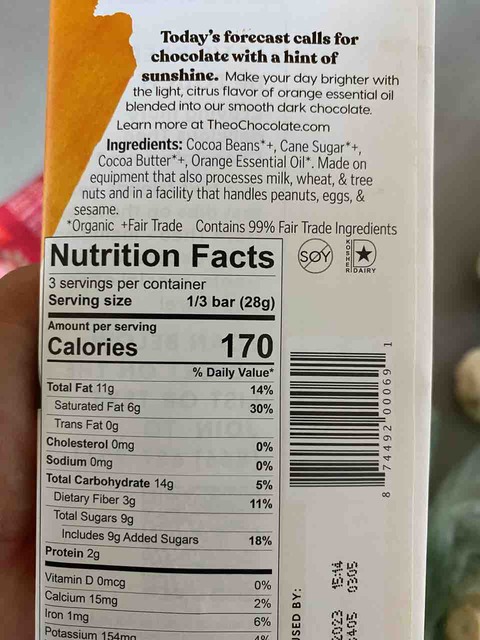 Today's forecast calls for
chocolate with a hint of
sunshine. Make your day brighter with
the light, citrus flavor of orange essential oil
blended into our smooth dark chocolate.
Learn more at TheoChocolate.com
Ingredients: Cocoa Beans*+, Cane Sugar*+,
Cocoa Butter*+, Orange Essential Oil*. Made on
equipment that also processes milk, wheat, & tree
nuts and in a facility that handles peanuts, eggs, &
sesame.
*Organic +Fair Trade Contains 99% Fair Trade Ingredients
SOY
KOSHER DAIRY
Nutrition Facts
3 servings per container
Serving size 1/3 bar (28g)
Amount per serving
Calories 170
% Daily Value*
Total Fat 11g 14%
Saturated Fat 6g 30%
Trans Fat 0g
Cholesterol 0mg 0%
Sodium 0mg 0%
Total Carbohydrate 14g 5%
Dietary Fiber 3g 11%
Total Sugars 9g
Includes 9g Added Sugars 18%
Protein 2g
Vitamin D 0mcg 0%
Calcium 15mg 2%
Iron 1mg 6%
Potassium 154mg 4%
8 74492 00069 1
USED BY:
2023 15:14
0305